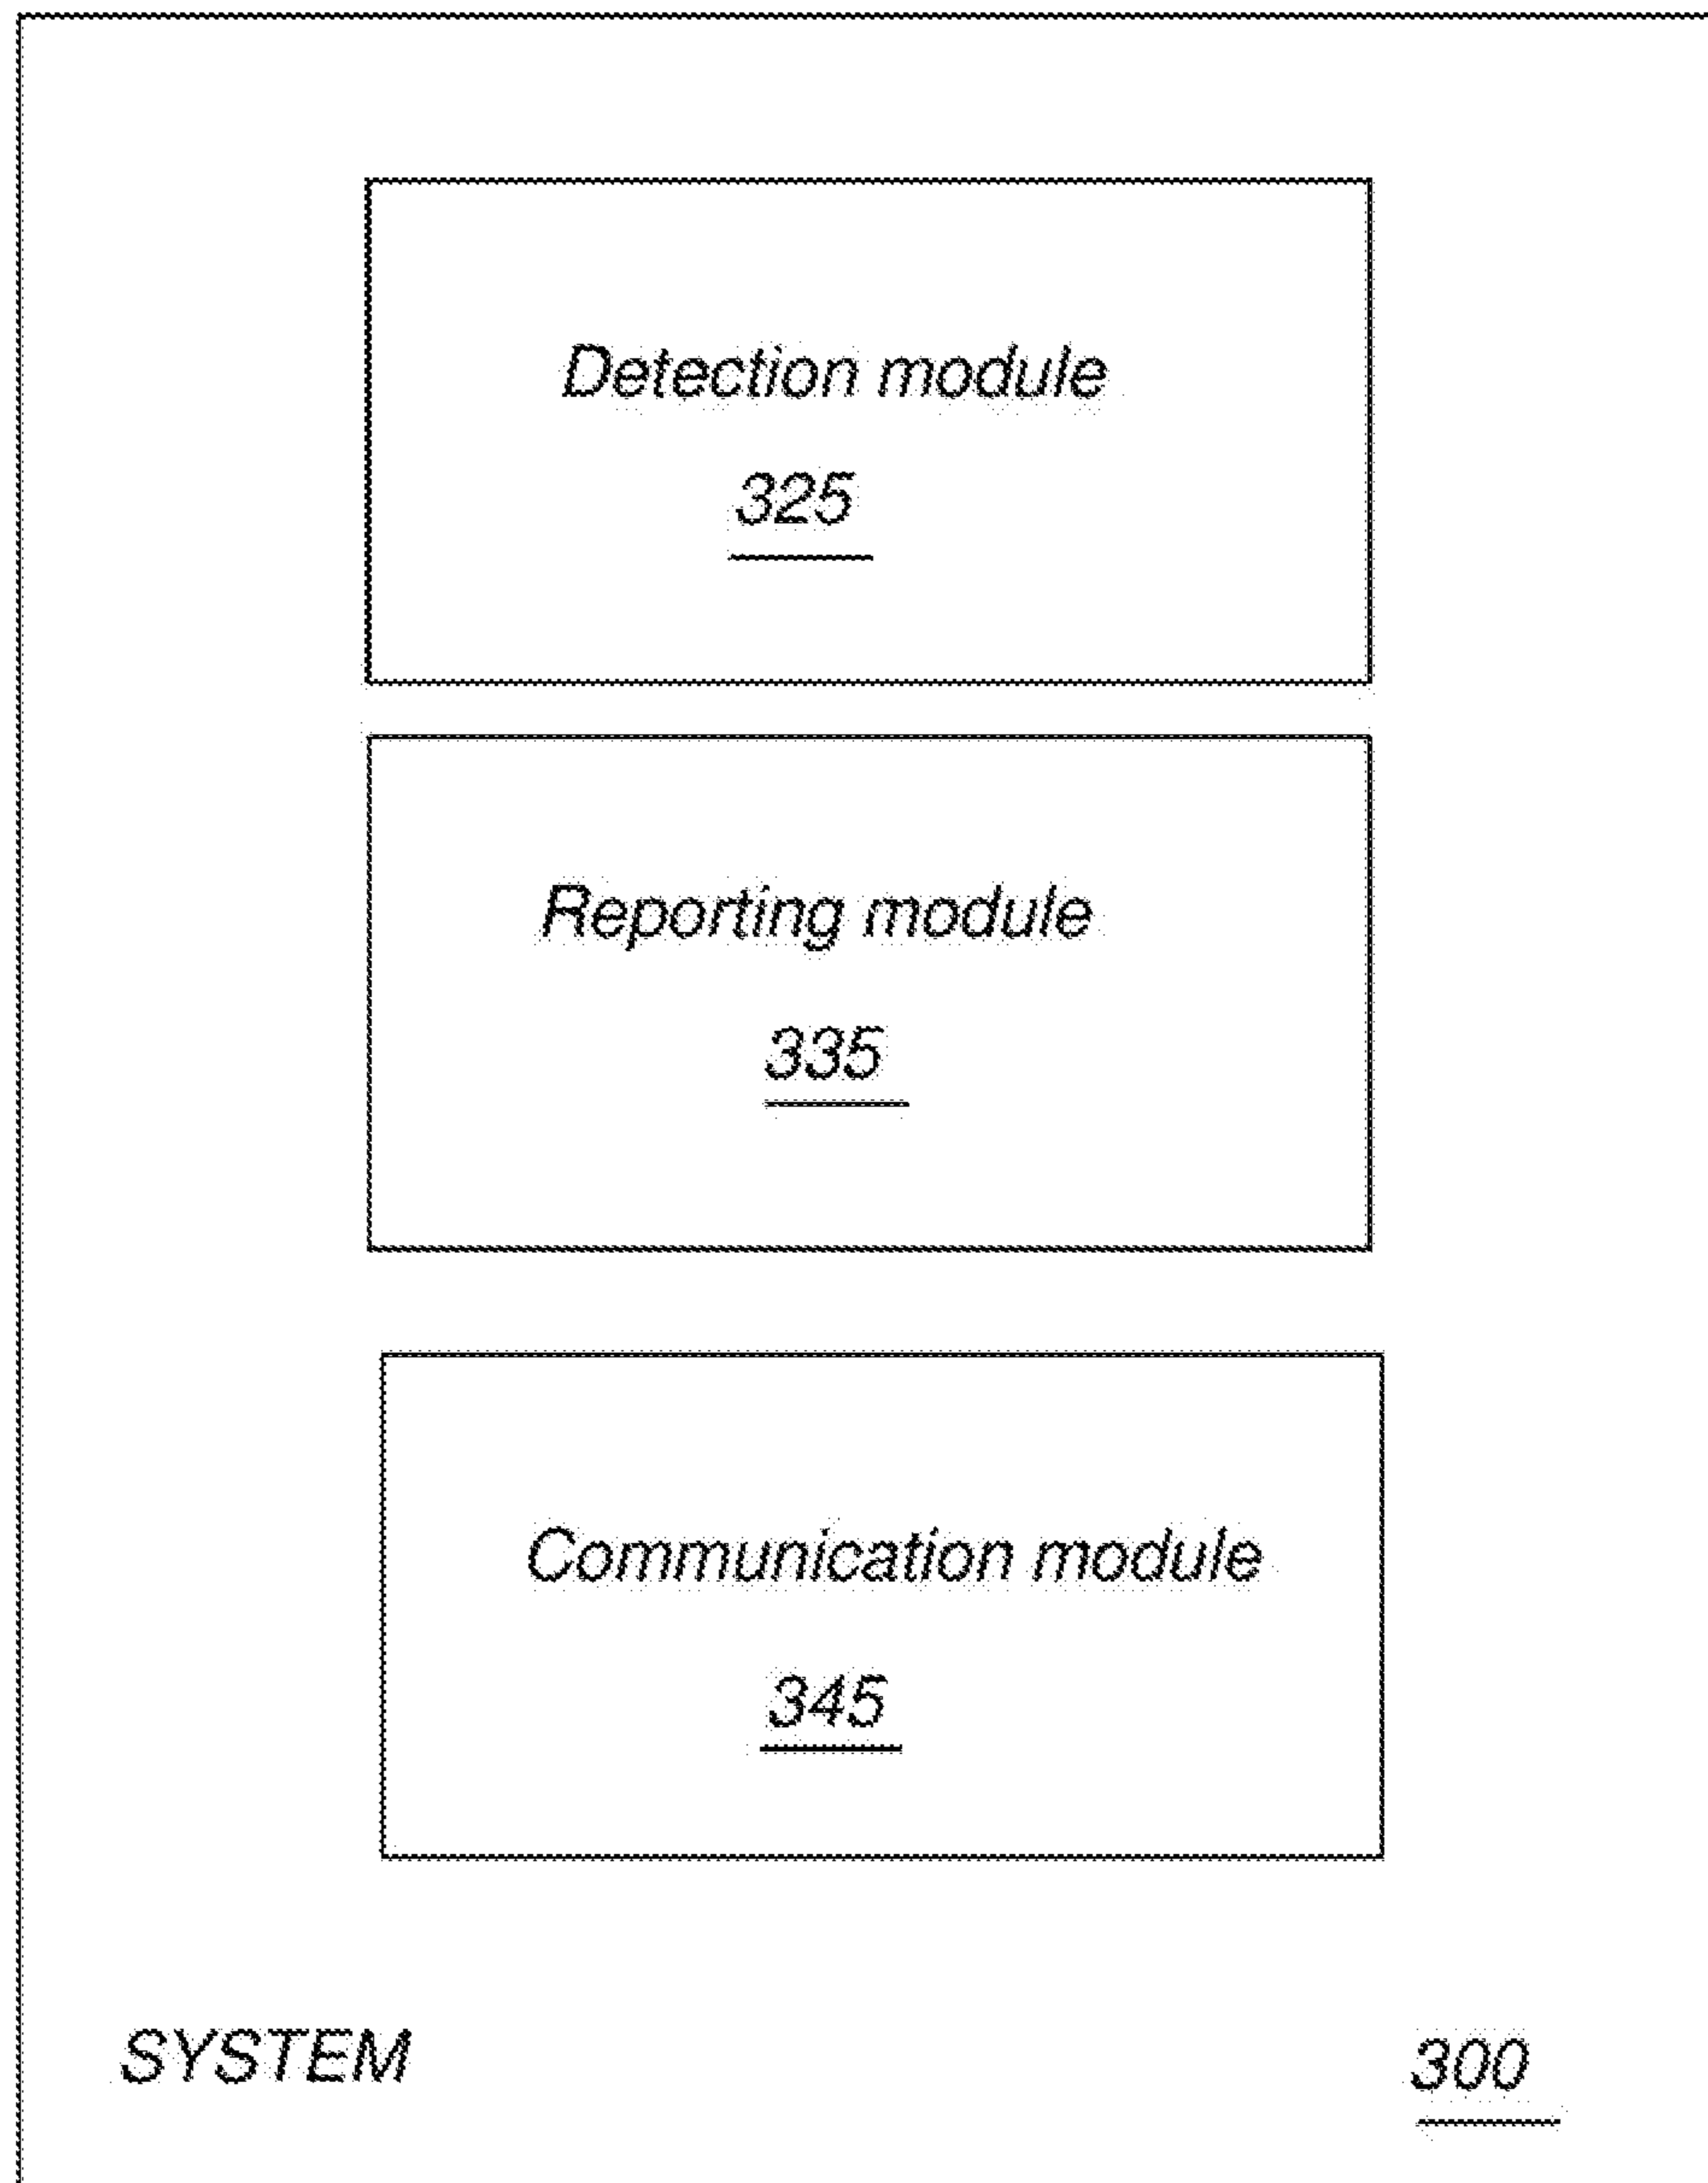 Detection module
325
Reporting module
335
Communication module
345
SYSTEM 300